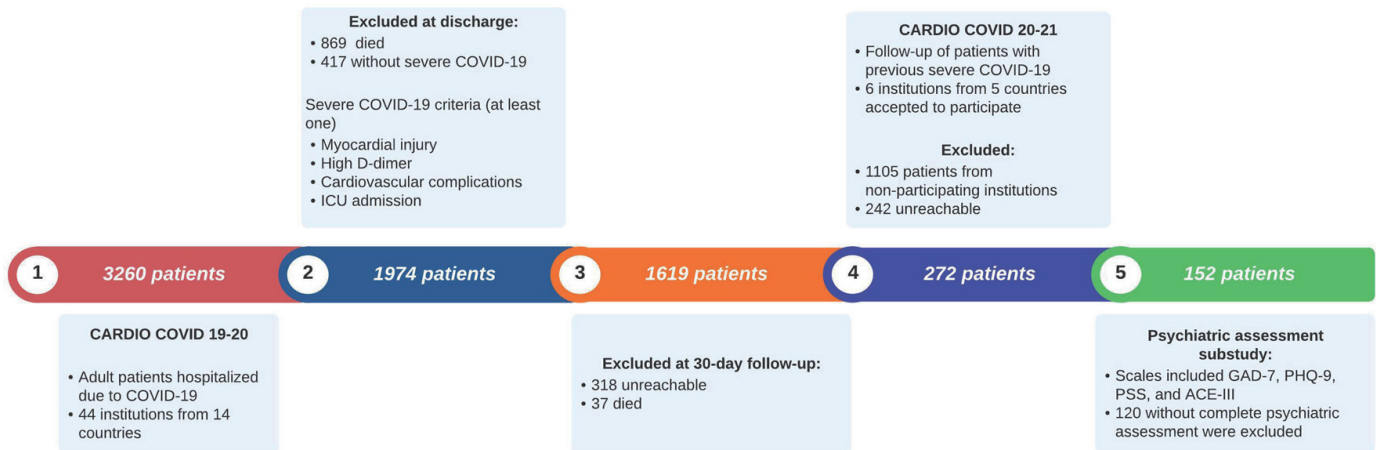 Excluded at discharge:
• 869 died
• 417 without severe COVID-19
Severe COVID-19 criteria (at least
one)
• Myocardial injury
• High D-dimer
• Cardiovascular complications
• ICU admission
CARDIO COVID 20-21
• Follow-up of patients with
previous severe COVID-19
• 6 institutions from 5 countries
accepted to participate
Excluded:
• 1105 patients from
non-participating institutions
• 242 unreachable
1 3260 patients 2 1974 patients 3 1619 patients 4 272 patients 5 152 patients
CARDIO COVID 19-20
• Adult patients hospitalized
due to COVID-19
• 44 institutions from 14
countries
Excluded at 30-day follow-up:
• 318 unreachable
• 37 died
Psychiatric assessment
substudy:
• Scales included GAD-7, PHQ-9,
PSS, and ACE-III
• 120 without complete psychiatric
assessment were excluded